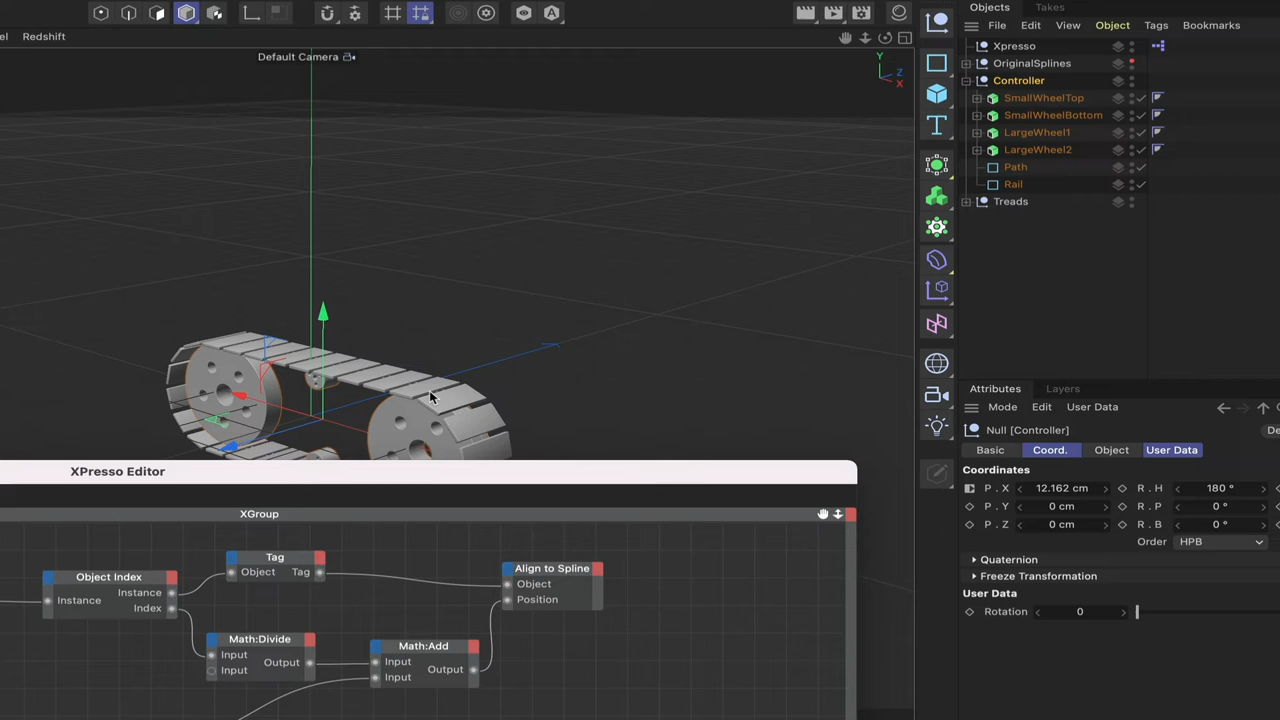 Objects Takes
File Edit View Object Tags Bookmarks
Redshift
Default Camera
Y
Z
X
Xpresso
OriginalSplines
Controller
SmallWheelTop
SmallWheelBottom
LargeWheel1
LargeWheel2
Path
Rail
Treads
Attributes Layers
Mode Edit User Data
Null [Controller]
Basic Coord. Object User Data
Coordinates
P . X 12.162 cm R . H 180 °
P . Y 0 cm R . P 0 °
P . Z 0 cm R . B 0 °
Order HPB
Quaternion
Freeze Transformation
User Data
Rotation 0
XPresso Editor
XGroup
Object Index
Instance
Instance
Index
Tag
Object Tag
Math:Divide
Input
Output
Input
Math:Add
Input
Output
Input
Align to Spline
Object
Position